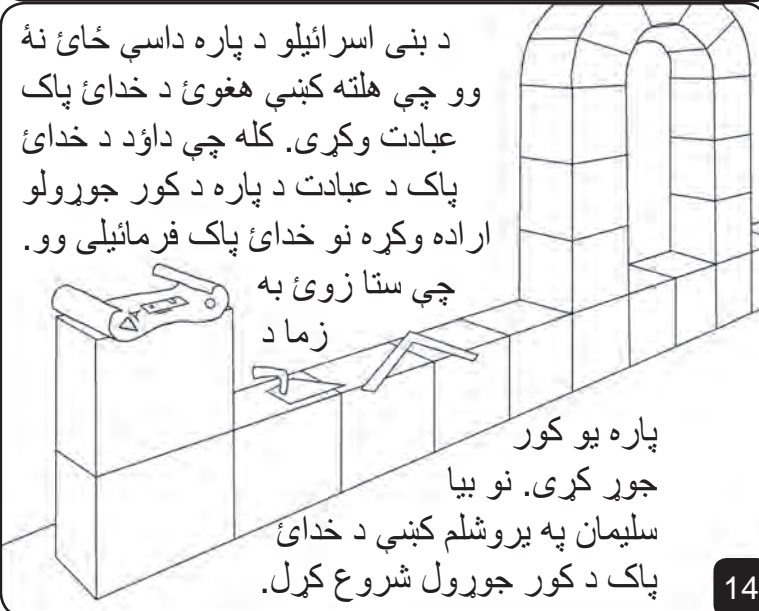 د بنی اسرائیلو د پاره داسې ځائ نۀ
وو چې هلته کښې هغوئ د خدائ پاک
عبادت وکړی. کله چې داؤد د خدائ
پاک د عبادت د پاره د کور جوړولو
اراده وکړه نو خدائ پاک فرمائیلی وو.
چې ستا زوئ به
زما د
پاره یو کور
جوړ کړی. نو بیا
سلیمان په یروشلم کښې د خدائ
پاک د کور جوړول شروع کړل.
14